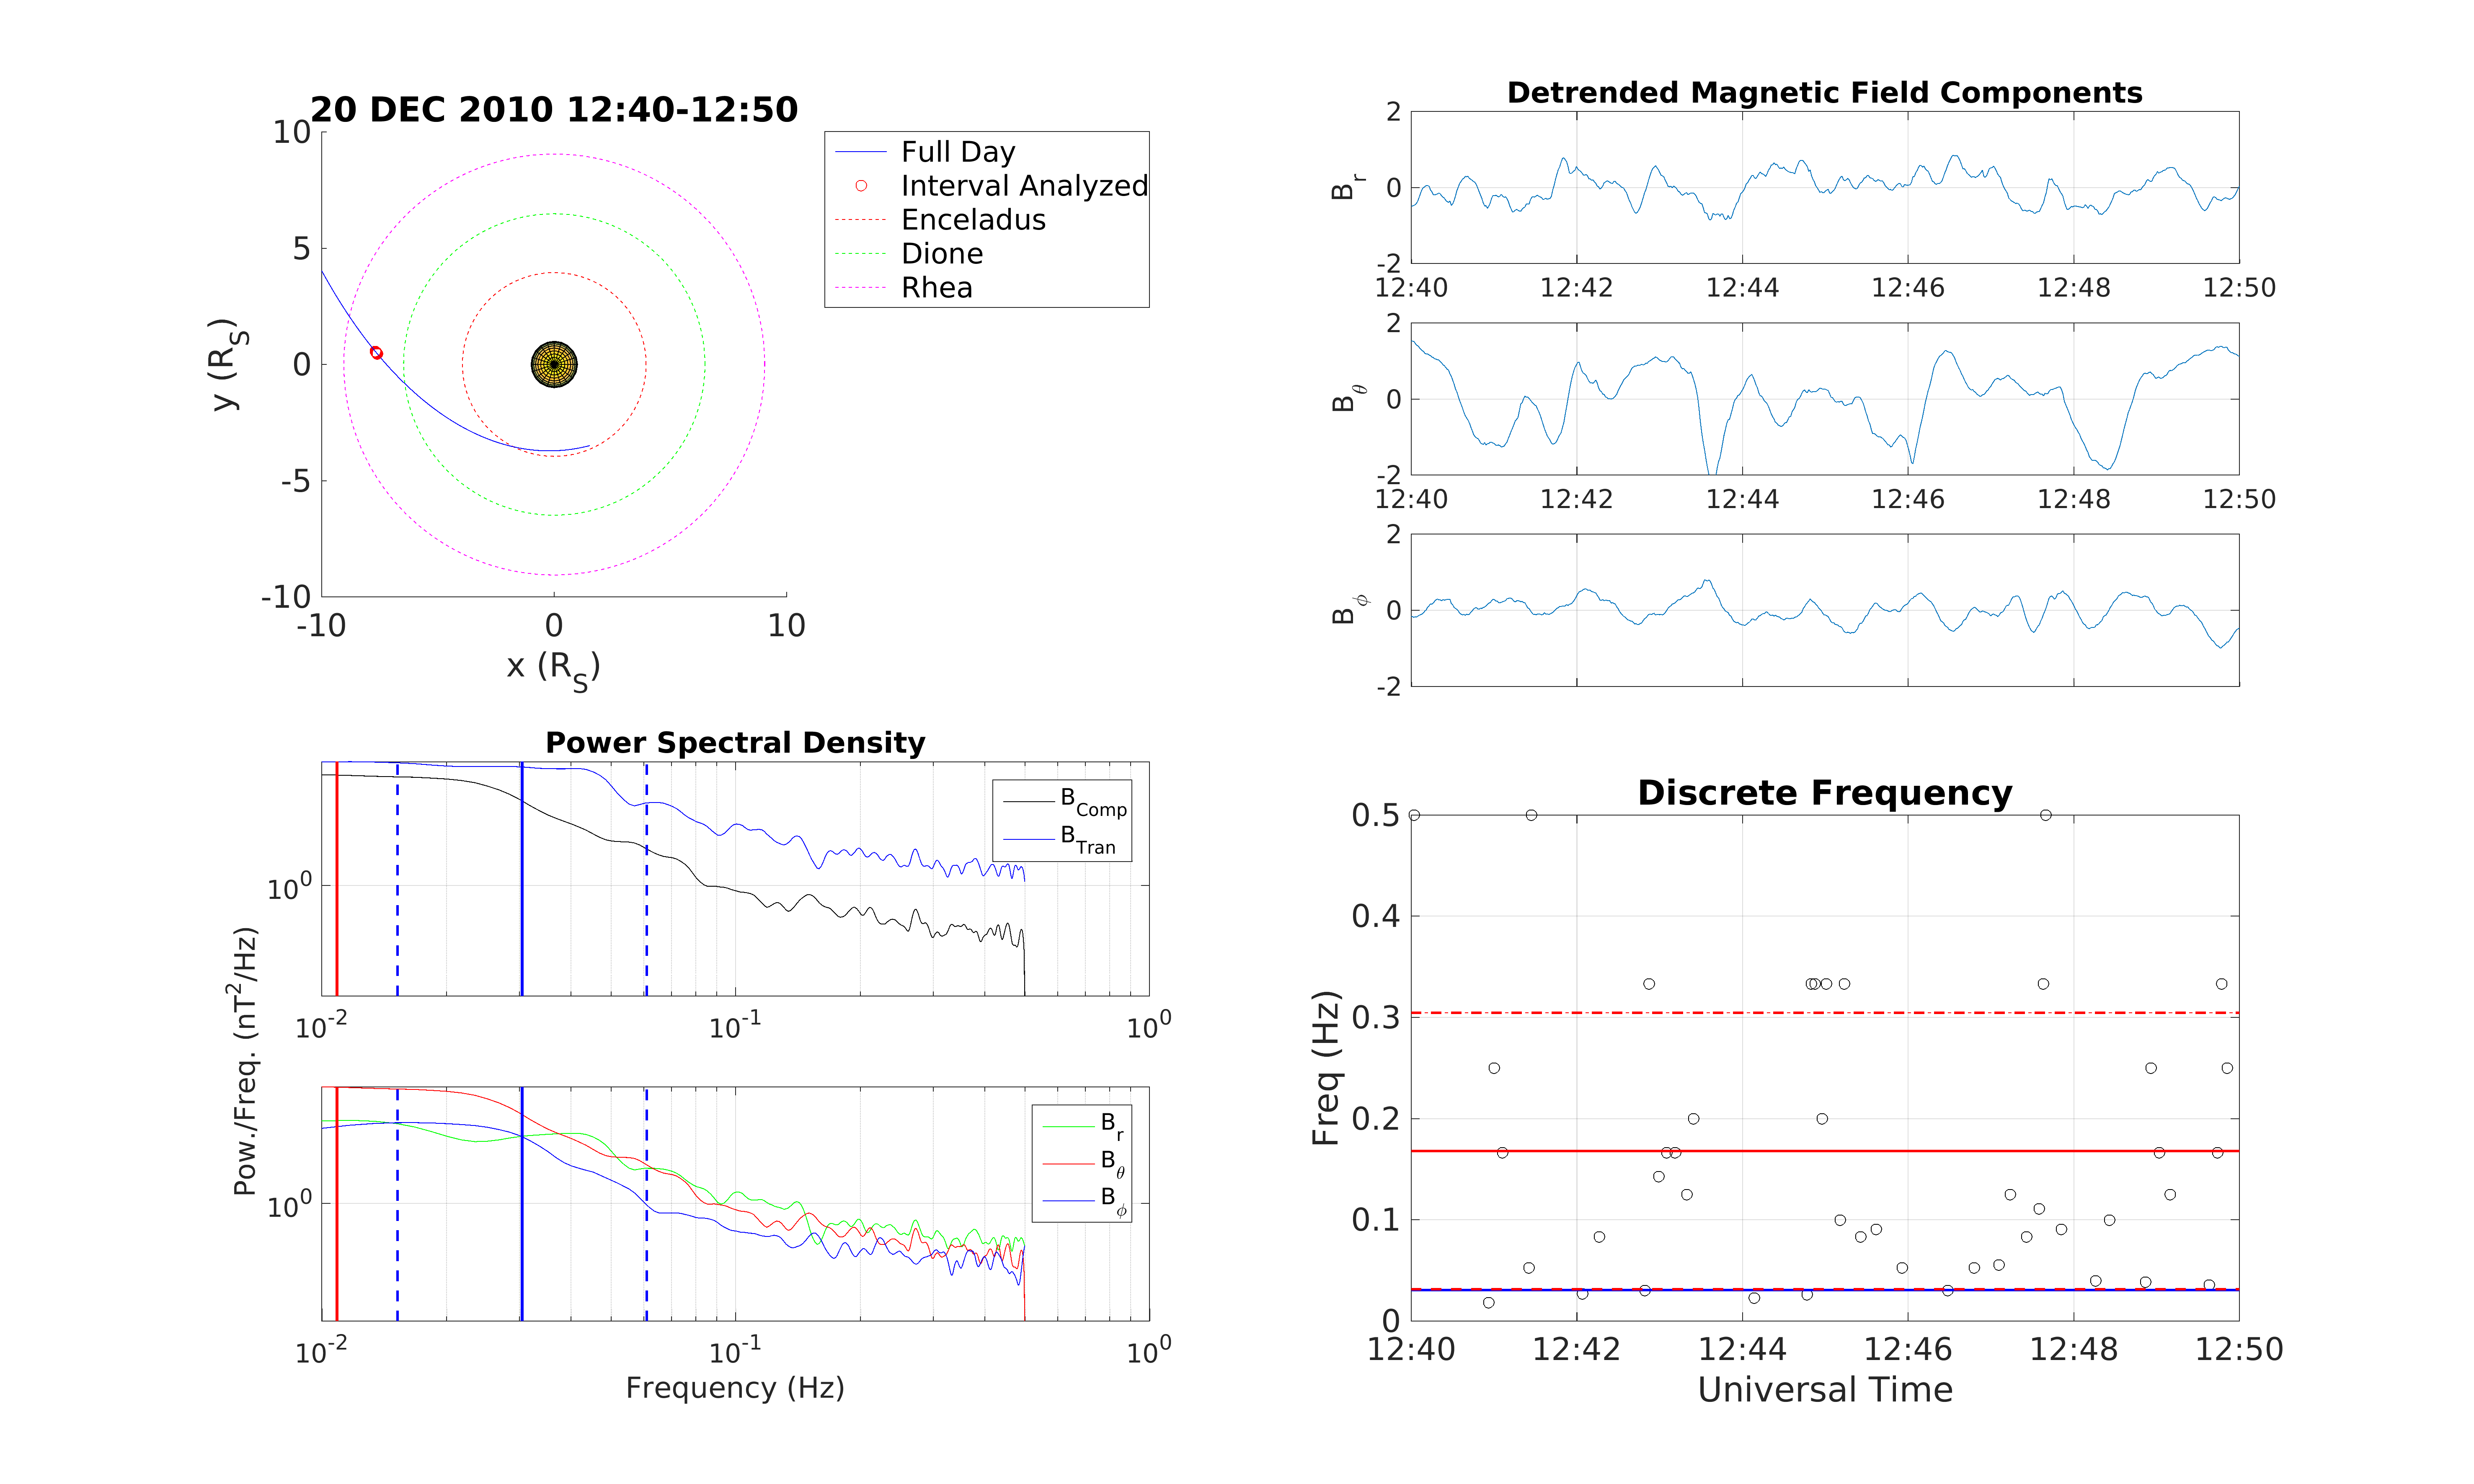 20 DEC 2010 12:40-12:50
10
5
0
-5
-10
-10 0 10
y (R_S)
x (R_S)
Full Day
Interval Analyzed
Enceladus
Dione
Rhea
Detrended Magnetic Field Components
2
0
-2
B_r
12:40 12:42 12:44 12:46 12:48 12:50
2
0
-2
B_θ
12:40 12:42 12:44 12:46 12:48 12:50
2
0
-2
B_ϕ
Power Spectral Density
B_Comp
B_Tran
10^0
10^-2 10^-1 10^0
Pow./Freq. (nT^2/Hz)
B_r
B_θ
B_ϕ
10^0
10^-2 10^-1 10^0
Frequency (Hz)
Discrete Frequency
0.5
0.4
0.3
0.2
0.1
0
Freq (Hz)
12:40 12:42 12:44 12:46 12:48 12:50
Universal Time